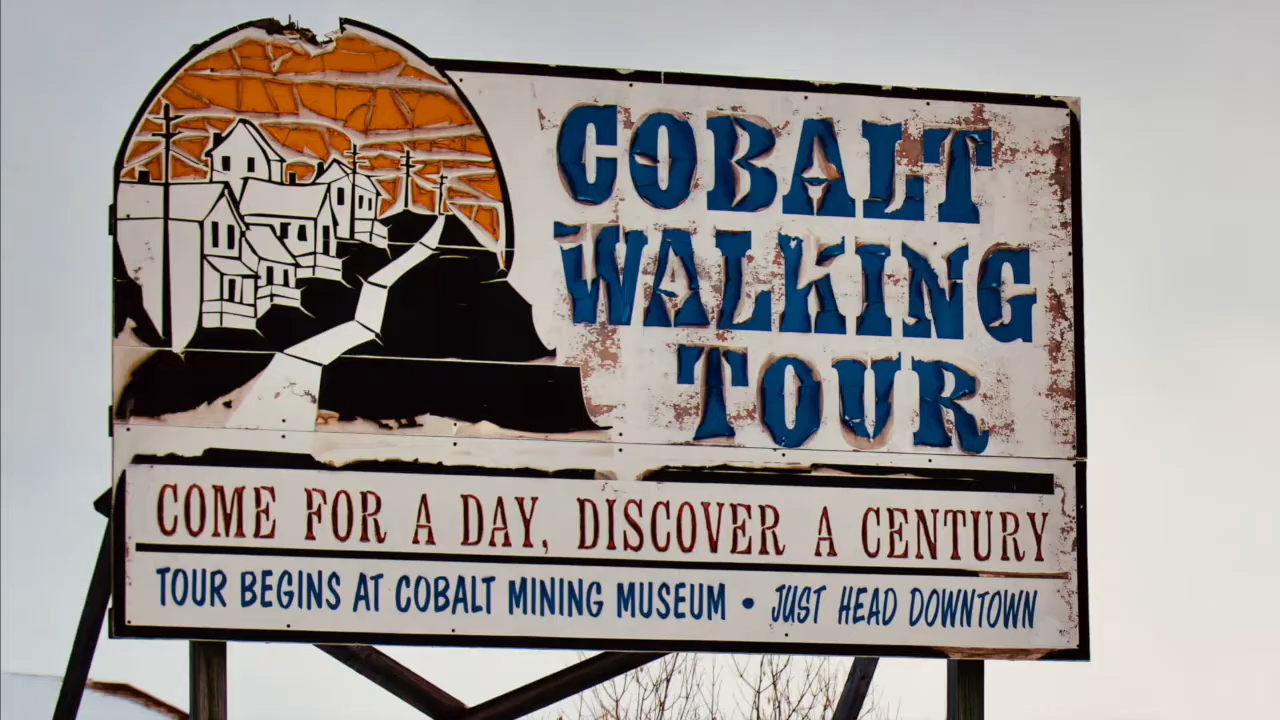 COBALT
WALKING
TOUR
COME FOR A DAY, DISCOVER A CENTURY
TOUR BEGINS AT COBALT MINING MUSEUM • JUST HEAD DOWNTOWN